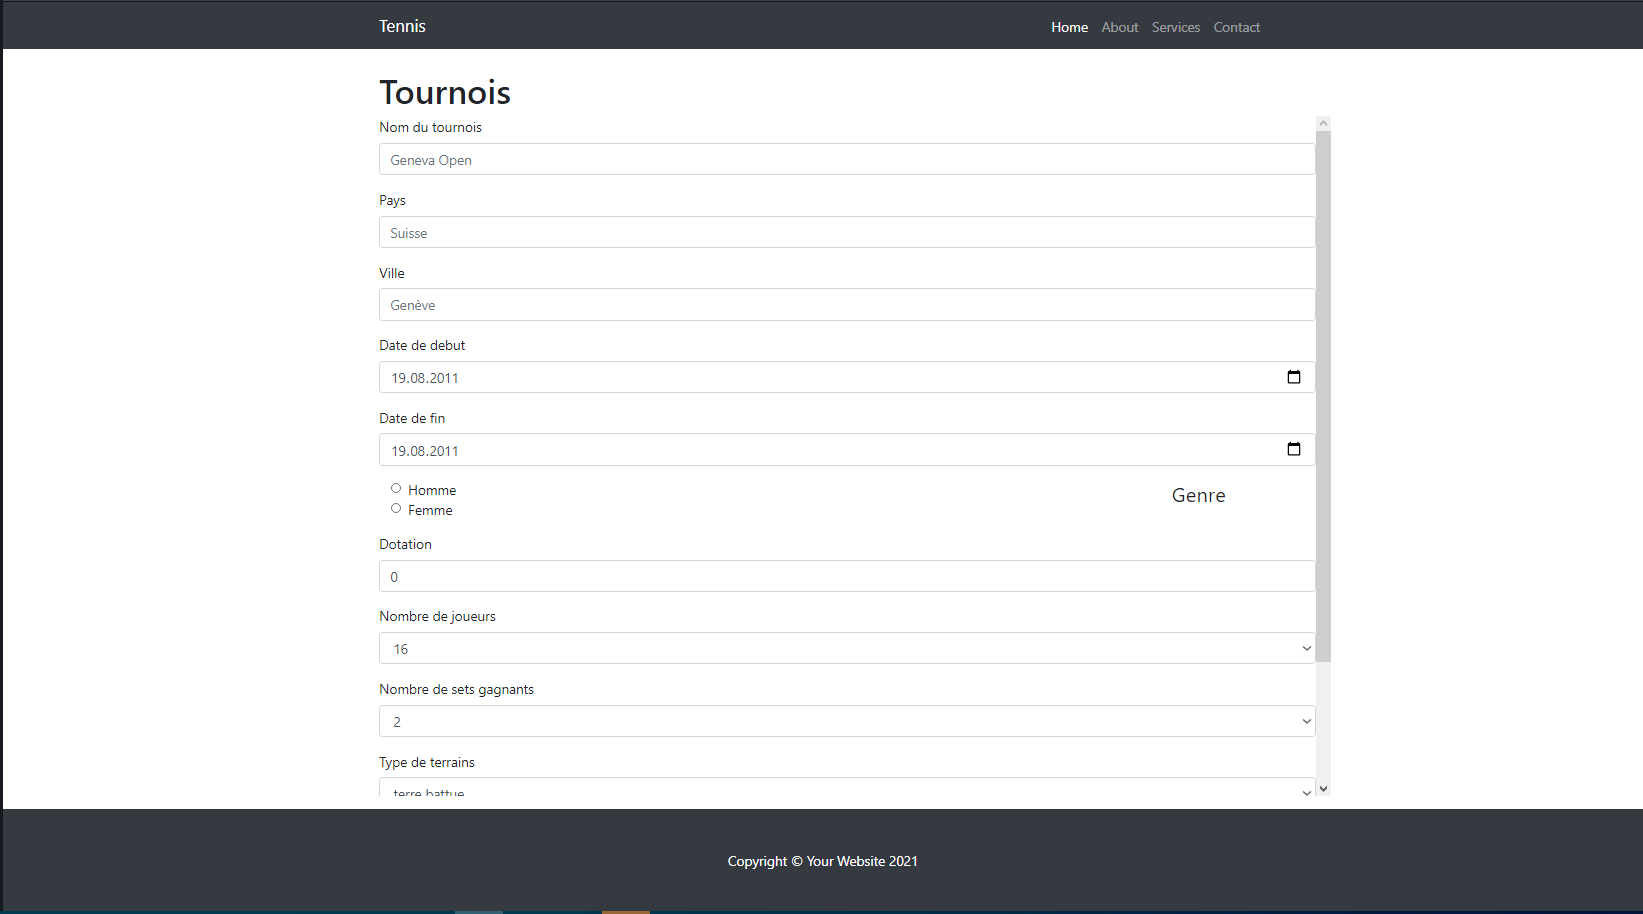 Tennis
Home About Services Contact
Tournois
Nom du tournois
Geneva Open
Pays
Suisse
Ville
Genève
Date de debut
19.08.2011
Date de fin
19.08.2011
Homme
Genre
Femme
Dotation
0
Nombre de joueurs
16
Nombre de sets gagnants
2
Type de terrains
terre battue
Copyright © Your Website 2021